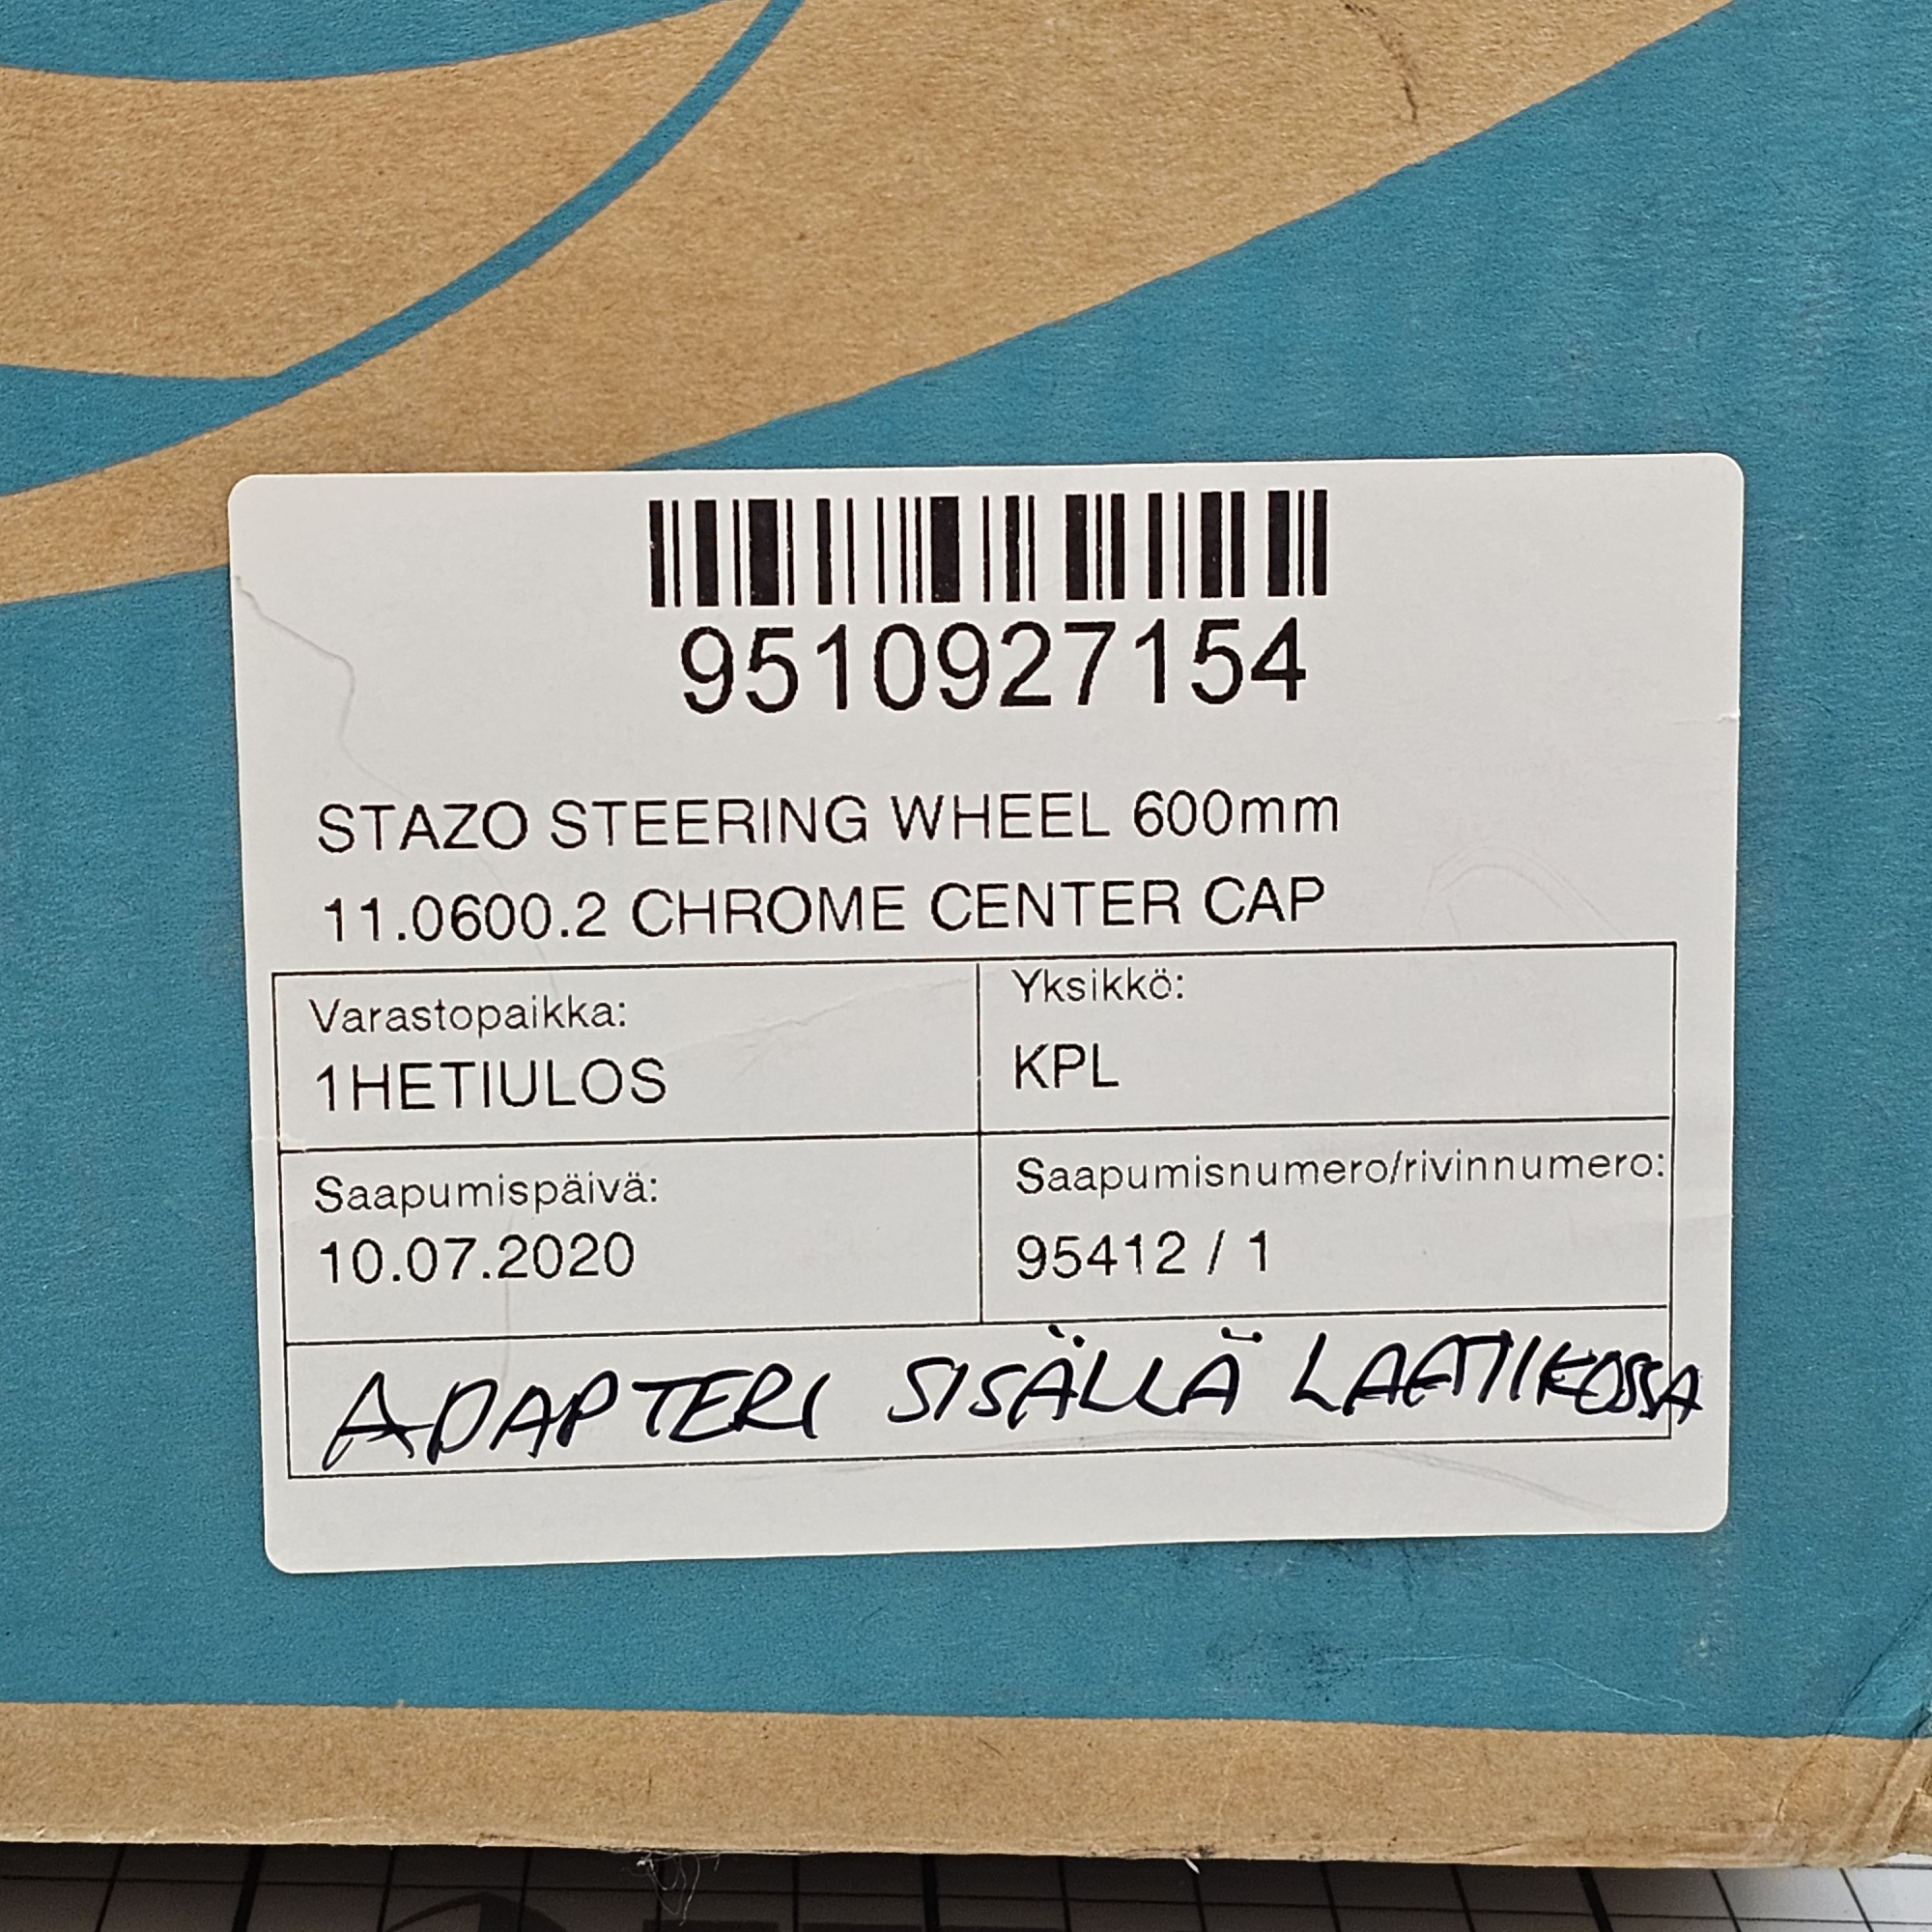 9510927154
STAZO STEERING WHEEL 600mm
11.0600.2 CHROME CENTER CAP
Varastopaikka:
1HETIULOS
Yksikkö:
KPL
Saapumispäivä:
10.07.2020
Saapumisnumero/rivinnumero:
95412 / 1
ADAPTERI SISÄLLÄ LAATIKOSSA